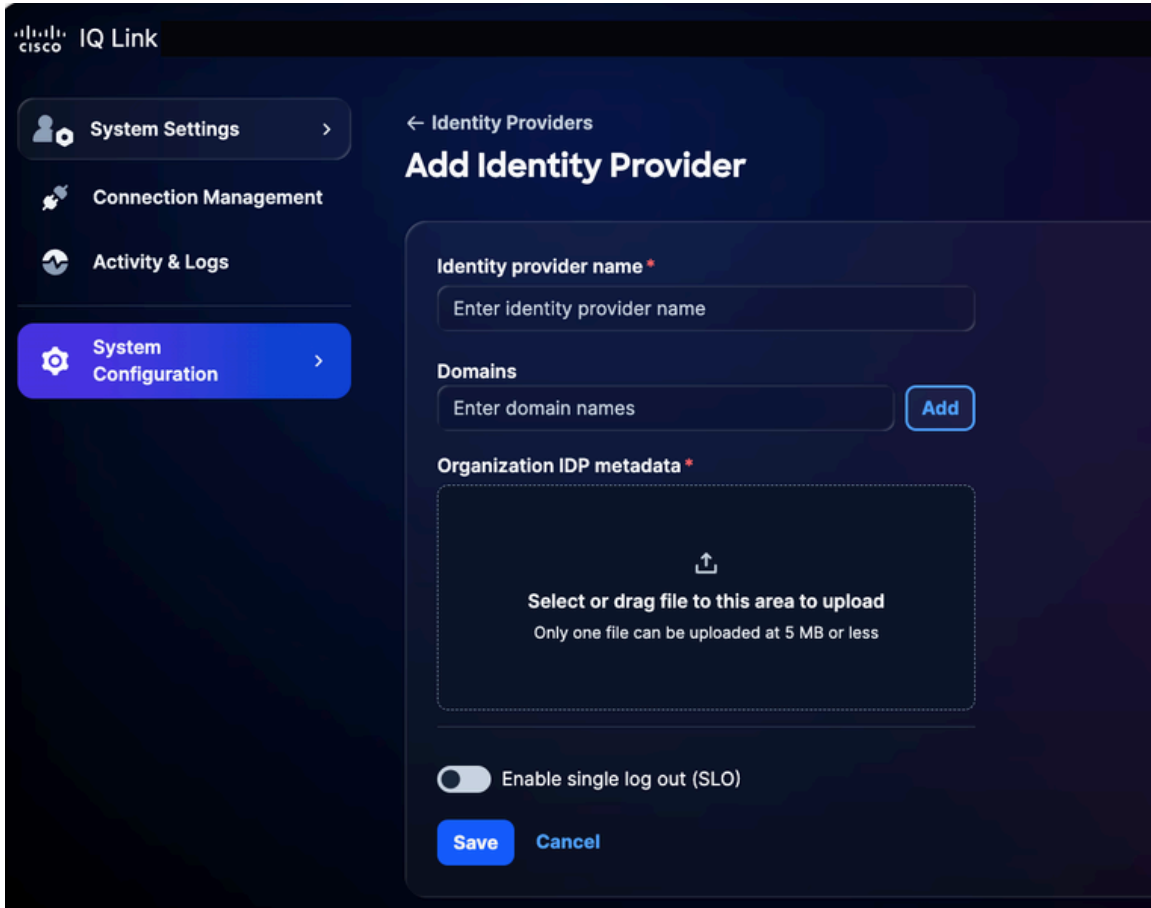 CISCO IQ Link
System Settings
Connection Management
Activity & Logs
System
Configuration
← Identity Providers
Add Identity Provider
Identity provider name *
Enter identity provider name
Domains
Enter domain names
Add
Organization IDP metadata *
Select or drag file to this area to upload
Only one file can be uploaded at 5 MB or less
Enable single log out (SLO)
Save
Cancel